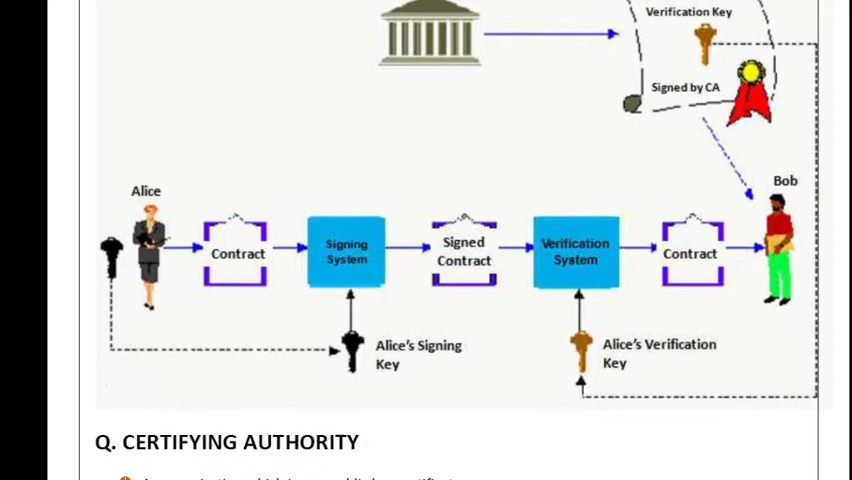 Verification Key
Signed by CA
Alice
Bob
Contract
Signing
System
Signed
Contract
Verification
System
Contract
Alice's Signing
Key
Alice's Verification
Key
Q. CERTIFYING AUTHORITY